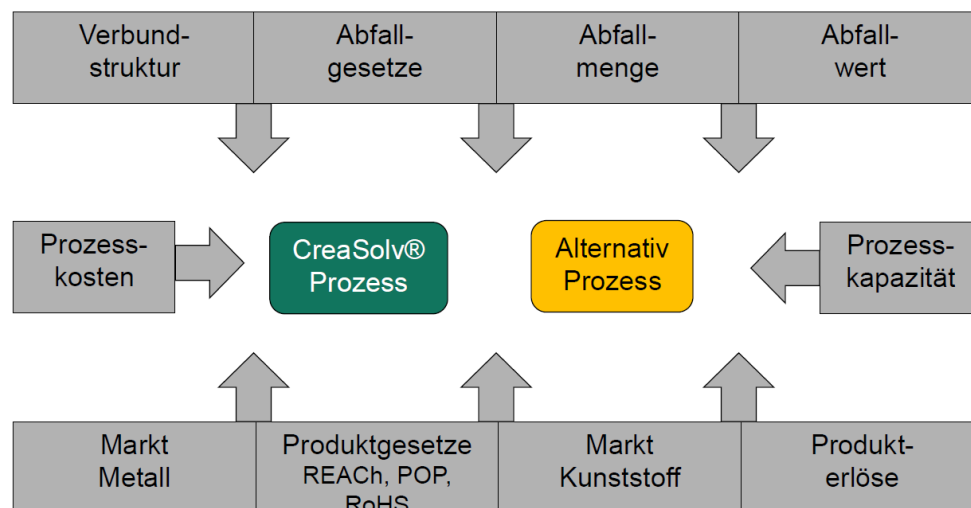 Verbund-
struktur
Abfall-
gesetze
Abfall-
menge
Abfall-
wert
Prozess-
kosten
CreaSolv®
Prozess
Alternativ
Prozess
Prozess-
kapazität
Markt
Metall
Produktgesetze
REACh, POP,
RoHS
Markt
Kunststoff
Produkt-
erlöse